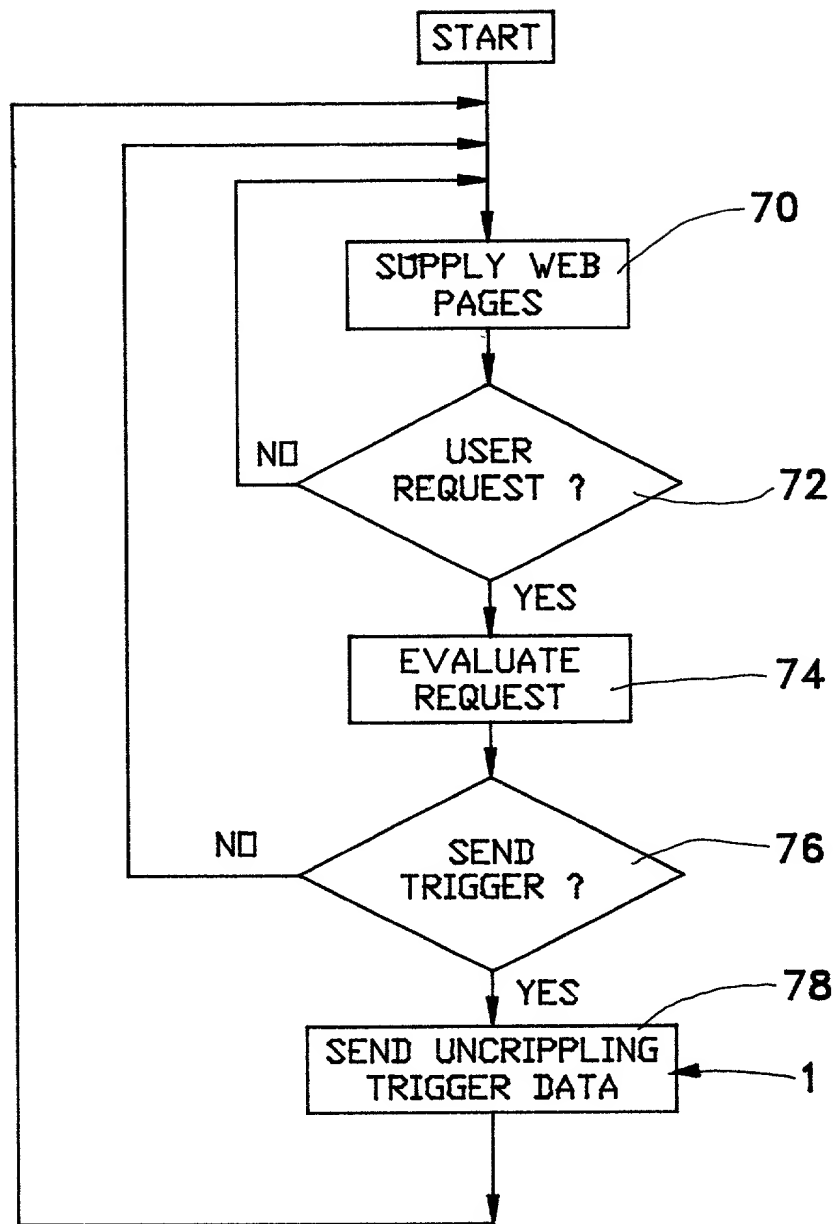 START
70
SUPPLY WEB
PAGES
NO
USER
REQUEST ?
72
YES
EVALUATE
REQUEST
74
NO
SEND
TRIGGER ?
76
YES
78
SEND UNCRIPPLING
TRIGGER DATA
1